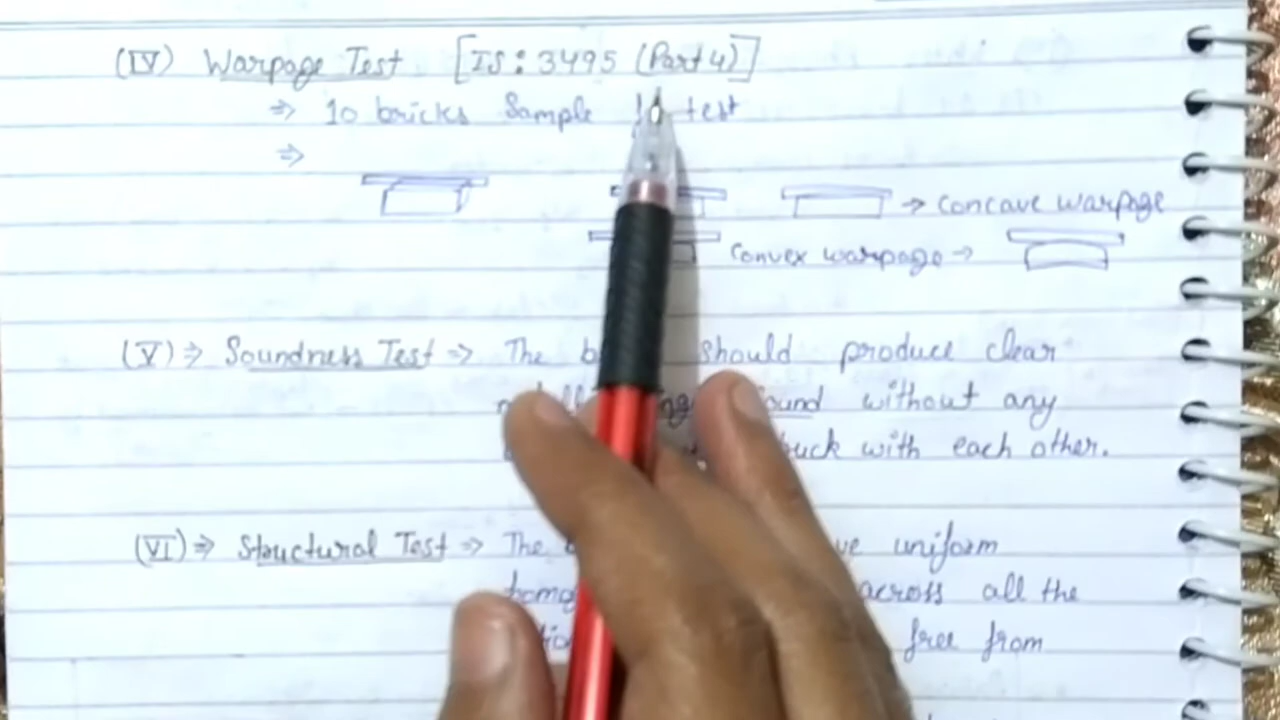 (IV) Warpage Test [IS: 3495 (Part 4)]
⇒ 10 bricks Sample test
⇒
→ concave warpage
convex warpage →
(V) ⇒ Soundness Test ⇒ The should produce clear
sound without any
with each other.
(VI) ⇒ Structural Test ⇒ The uniform
across all the
free from